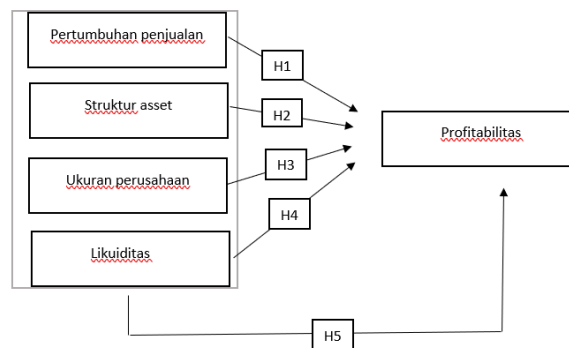 Pertumbuhan penjualan
H1
Struktur asset
H2
Profitabilitas
Ukuran perusahaan
H3
H4
Likuiditas
H5